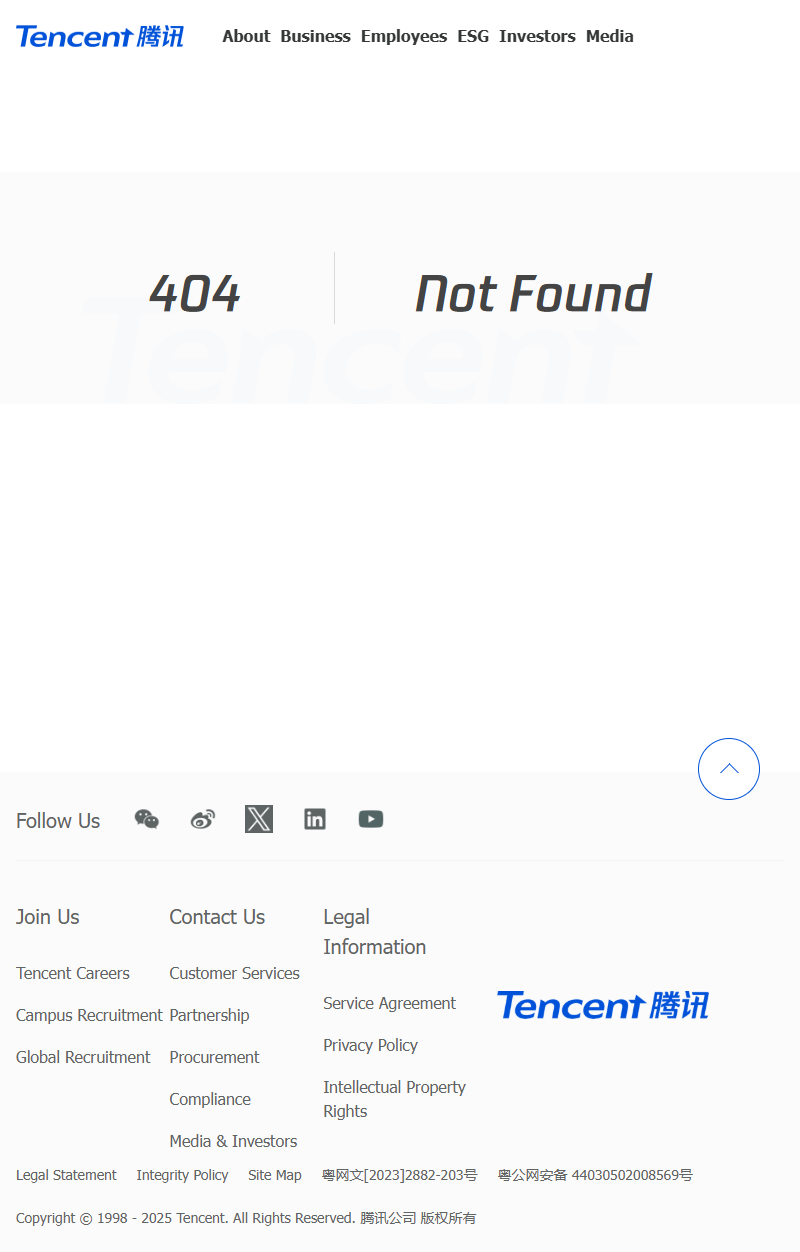 Tencent 腾讯 About Business Employees ESG Investors Media
404 Not Found
Tencent
Follow Us
Join Us
Tencent Careers
Campus Recruitment
Global Recruitment
Contact Us
Customer Services
Partnership
Procurement
Compliance
Media & Investors
Legal
Information
Service Agreement
Privacy Policy
Intellectual Property
Rights
Tencent 腾讯
Legal Statement Integrity Policy Site Map 粤网文[2023]2882-203号 粤公网安备 44030502008569号
Copyright © 1998 - 2025 Tencent. All Rights Reserved. 腾讯公司 版权所有